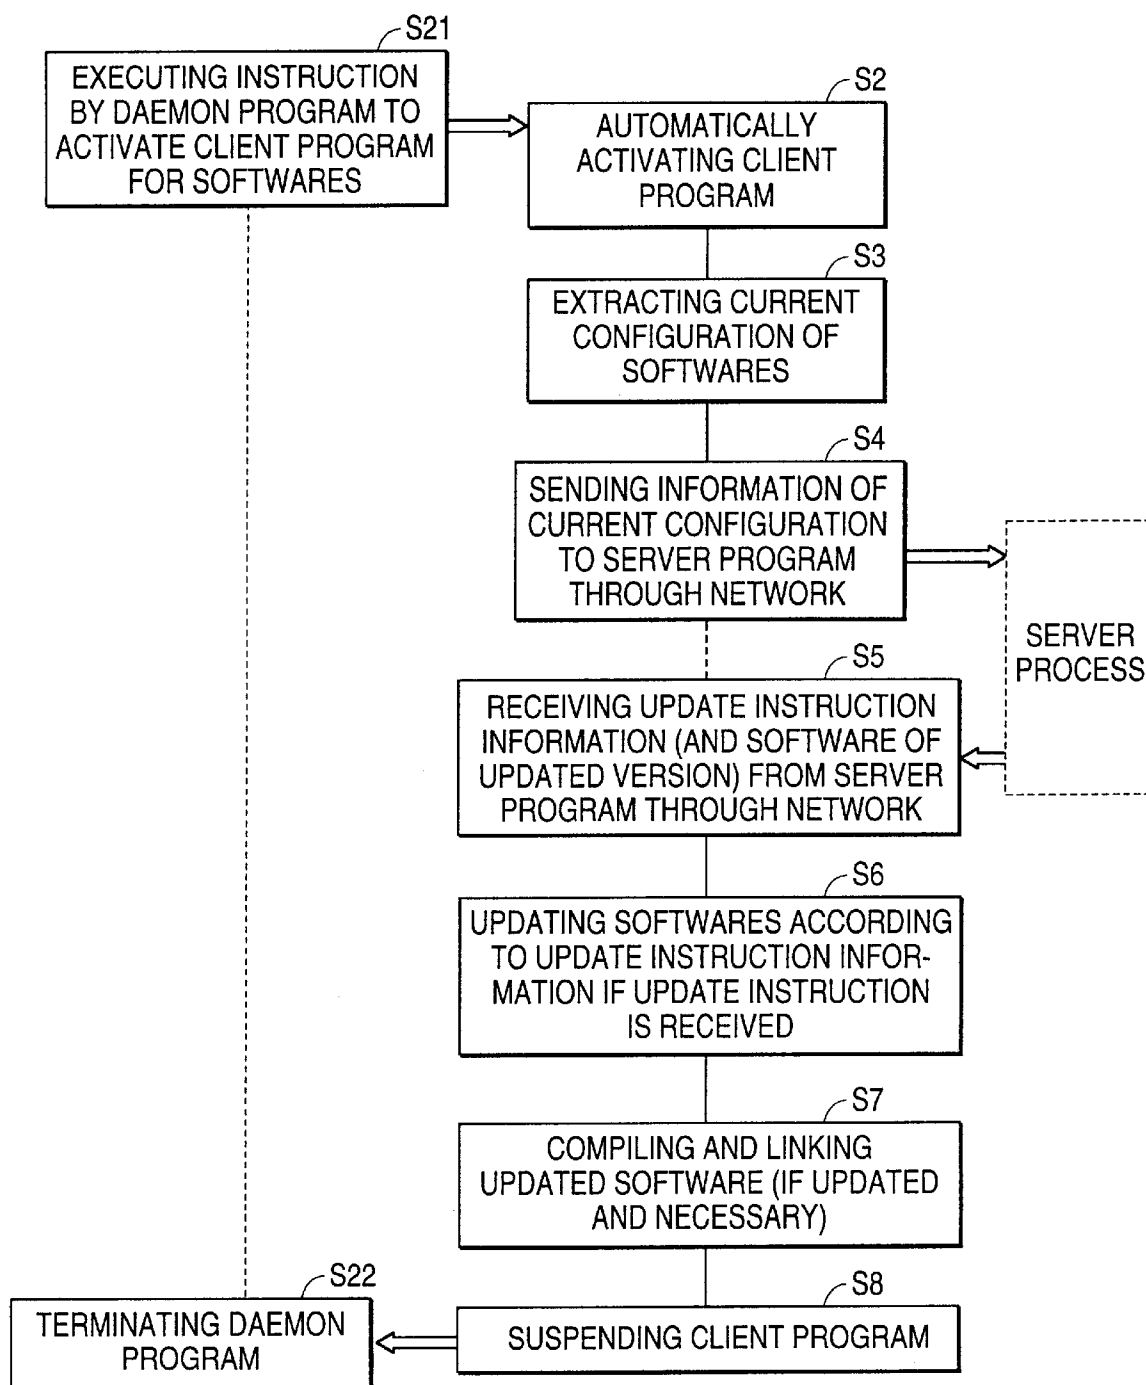 S21
EXECUTING INSTRUCTION
BY DAEMON PROGRAM TO
ACTIVATE CLIENT PROGRAM
FOR SOFTWARES
S2
AUTOMATICALLY
ACTIVATING CLIENT
PROGRAM
S3
EXTRACTING CURRENT
CONFIGURATION OF
SOFTWARES
S4
SENDING INFORMATION OF
CURRENT CONFIGURATION
TO SERVER PROGRAM
THROUGH NETWORK
SERVER
PROCESS
S5
RECEIVING UPDATE INSTRUCTION
INFORMATION (AND SOFTWARE OF
UPDATED VERSION) FROM SERVER
PROGRAM THROUGH NETWORK
S6
UPDATING SOFTWARES ACCORDING
TO UPDATE INSTRUCTION INFOR-
MATION IF UPDATE INSTRUCTION
IS RECEIVED
S7
COMPILING AND LINKING
UPDATED SOFTWARE (IF UPDATED
AND NECESSARY)
S8
SUSPENDING CLIENT PROGRAM
S22
TERMINATING DAEMON
PROGRAM